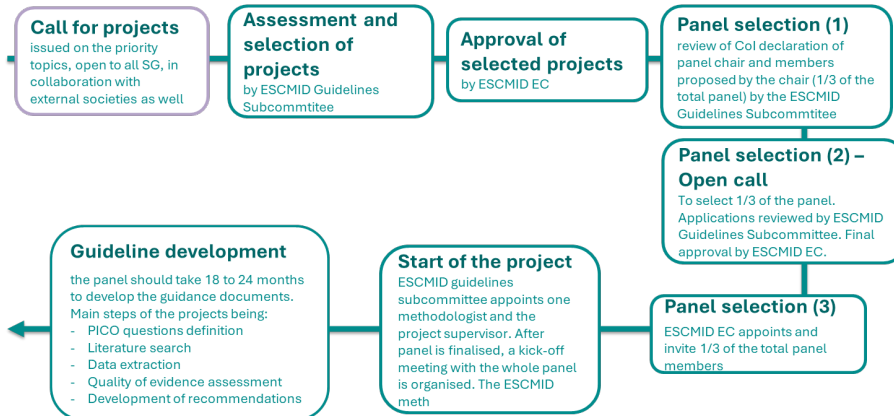 Call for projects
issued on the priority
topics, open to all SG, in
collaboration with
external societies as well
Assessment and
selection of
projects
by ESCMID Guidelines
Subcommtitee
Approval of
selected projects
by ESCMID EC
Panel selection (1)
review of CoI declaration of
panel chair and members
proposed by the chair (1/3 of the
total panel) by the ESCMID
Guidelines Subcommtitee
Panel selection (2) –
Open call
To select 1/3 of the panel.
Applications reviewed by ESCMID
Guidelines Subcommittee. Final
approval by ESCMID EC.
Panel selection (3)
ESCMID EC appoints and
invite 1/3 of the total panel
members
Start of the project
ESCMID guidelines
subcommittee appoints one
methodologist and the
project supervisor. After
panel is finalised, a kick-off
meeting with the whole panel
is organised. The ESCMID
meth
Guideline development
the panel should take 18 to 24 months
to develop the guidance documents.
Main steps of the projects being:
- PICO questions definition
- Literature search
- Data extraction
- Quality of evidence assessment
- Development of recommendations